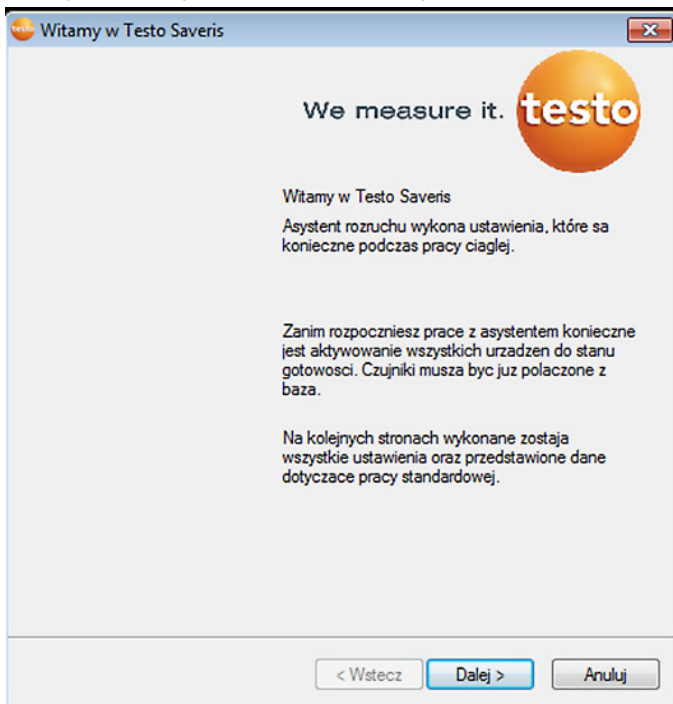 Witamy w Testo Saveris
We measure it. testo
Witamy w Testo Saveris
Asystent rozruchu wykona ustawienia, które sa
konieczne podczas pracy ciaglej.
Zanim rozpoczniesz prace z asystentem konieczne
jest aktywowanie wszystkich urzadzen do stanu
gotowosci. Czujniki musza byc juz polaczone z
baza.
Na kolejnych stronach wykonane zostaja
wszystkie ustawienia oraz przedstawione dane
dotyczace pracy standardowej.
< Wstecz Dalej > Anuluj